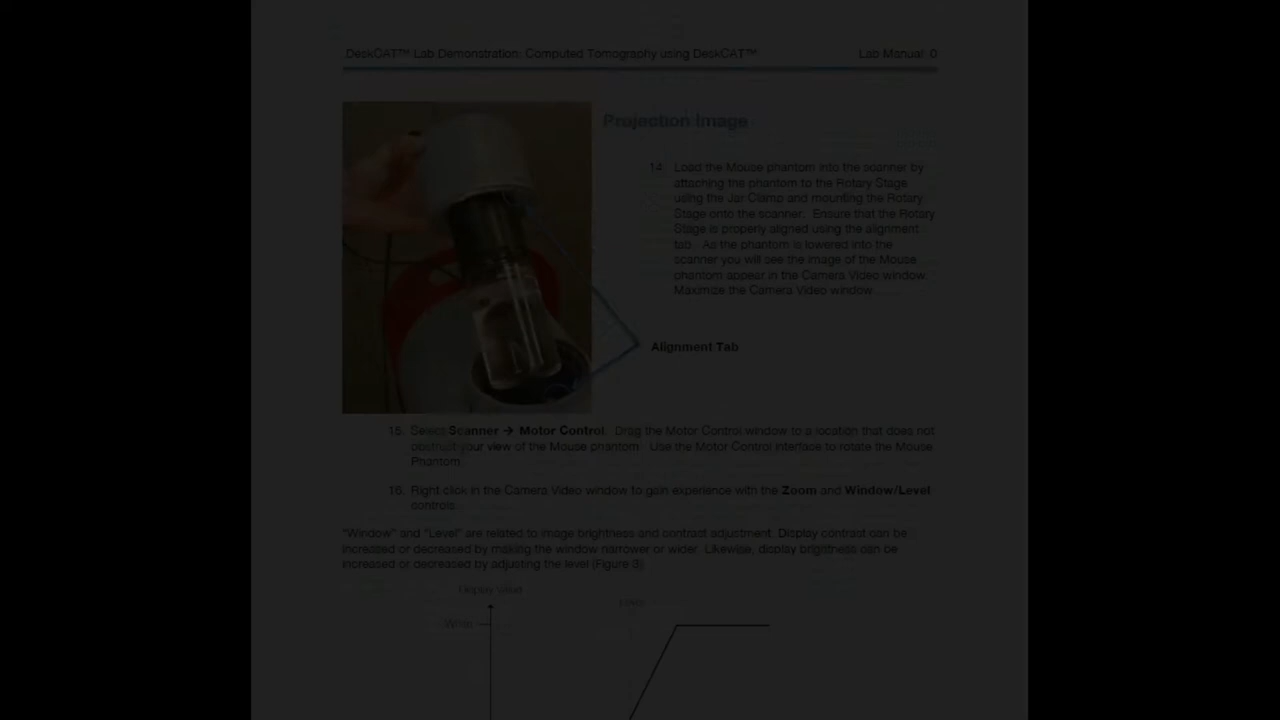 DeskCAT™ Lab Demonstration: Computed Tomography using DeskCAT™ Lab Manual 0
Projection Image
14. Load the Mouse phantom into the scanner by
attaching the phantom to the Rotary Stage
using the Jar Clamp and mounting the Rotary
Stage onto the scanner. Ensure that the Rotary
Stage is properly aligned using the alignment
tab. As the phantom is lowered into the
scanner you will see the image of the Mouse
phantom appear in the Camera Video window.
Maximize the Camera Video window
Alignment Tab
15. Select Scanner → Motor Control. Drag the Motor Control window to a location that does not
obstruct your view of the Mouse phantom. Use the Motor Control interface to rotate the Mouse
Phantom.
16. Right click in the Camera Video window to gain experience with the Zoom and Window/Level
controls.
"Window" and "Level" are related to image brightness and contrast adjustment. Display contrast can be
increased or decreased by making the window narrower or wider. Likewise, display brightness can be
increased or decreased by adjusting the level (Figure 3)
Display Value
White